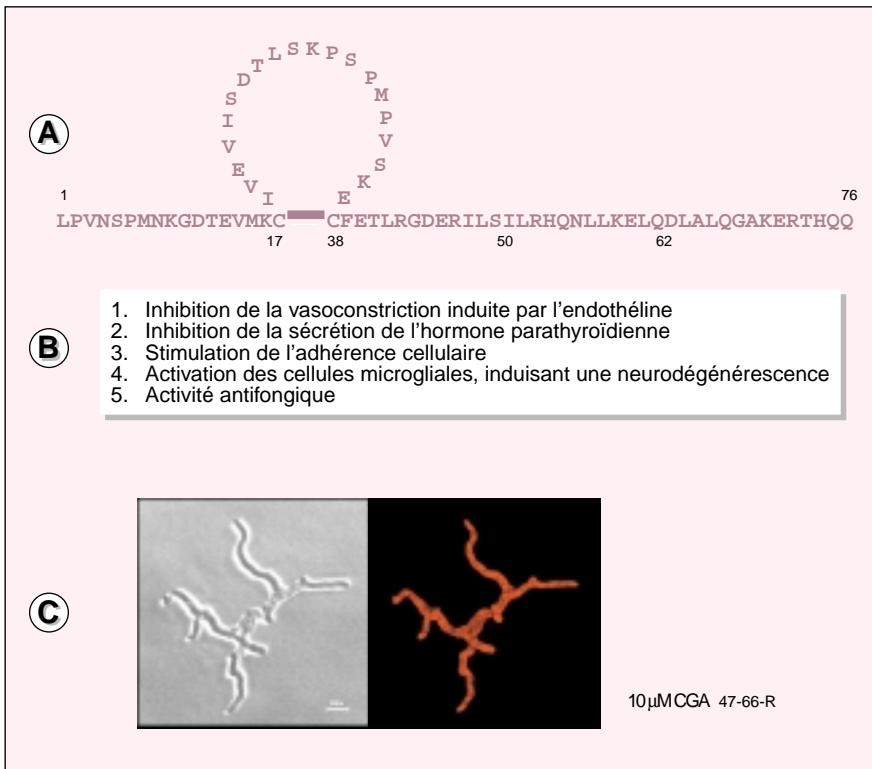 A
IVEVISDTLSKPSPMPVSKE
1 76
LPVNSPMNKGDTEVMKC CFETLRGDERILSILRHQNLLKELQDLALQGAKERTHQQ
17 38 50 62
B
1. Inhibition de la vasoconstriction induite par l'endothéline
2. Inhibition de la sécrétion de l'hormone parathyroïdienne
3. Stimulation de l'adhérence cellulaire
4. Activation des cellules microgliales, induisant une neurodégénérescence
5. Activité antifongique
C
10µM CGA 47-66-R